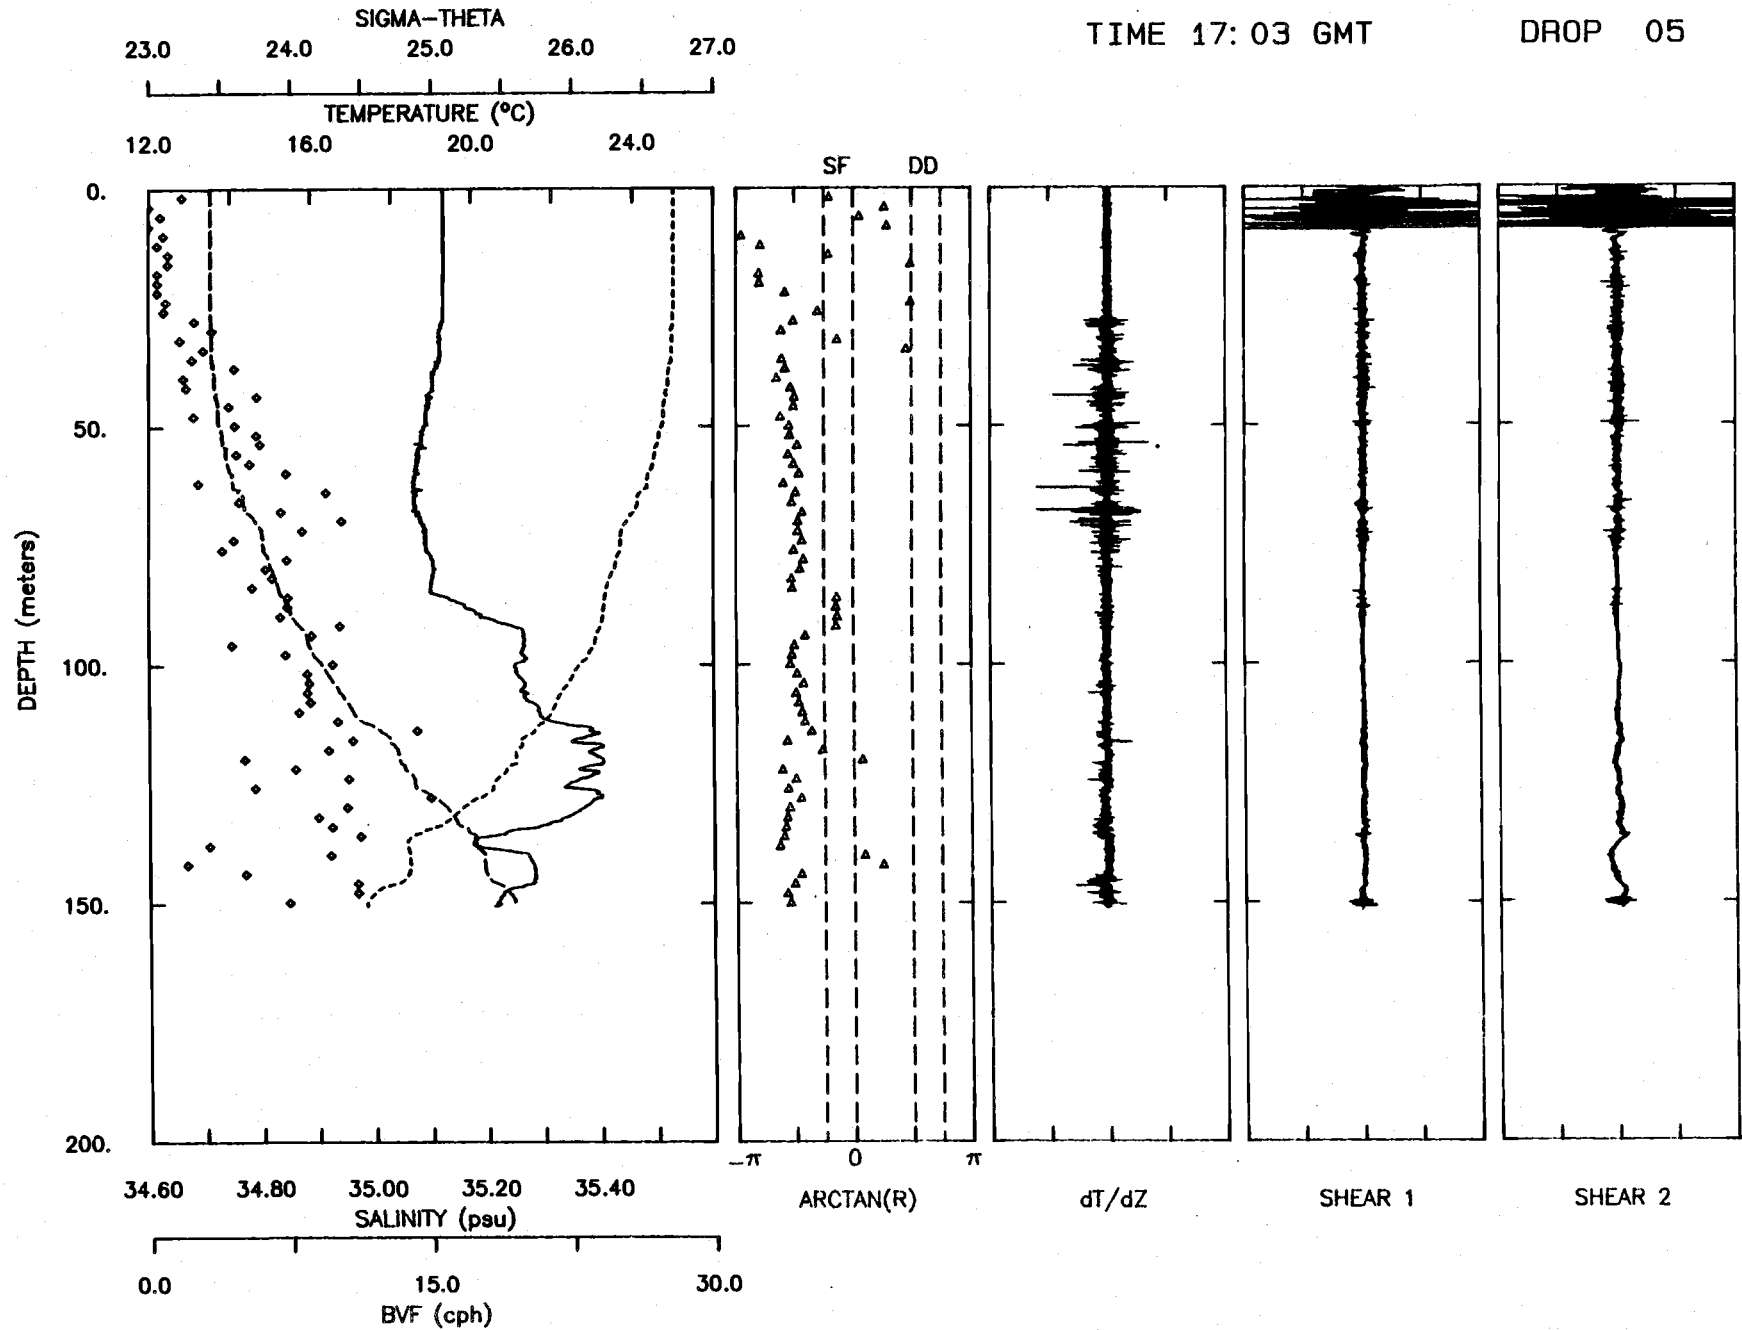 SIGMA-THETA
23.0 24.0 25.0 26.0 27.0
TIME 17:03 GMT DROP 05
TEMPERATURE (°C)
12.0 16.0 20.0 24.0
SF DD
0.
50.
100.
150.
200.
DEPTH (meters)
-π 0 π
34.60 34.80 35.00 35.20 35.40
SALINITY (psu)
ARCTAN(R) dT/dZ SHEAR 1 SHEAR 2
0.0 15.0 30.0
BVF (cph)